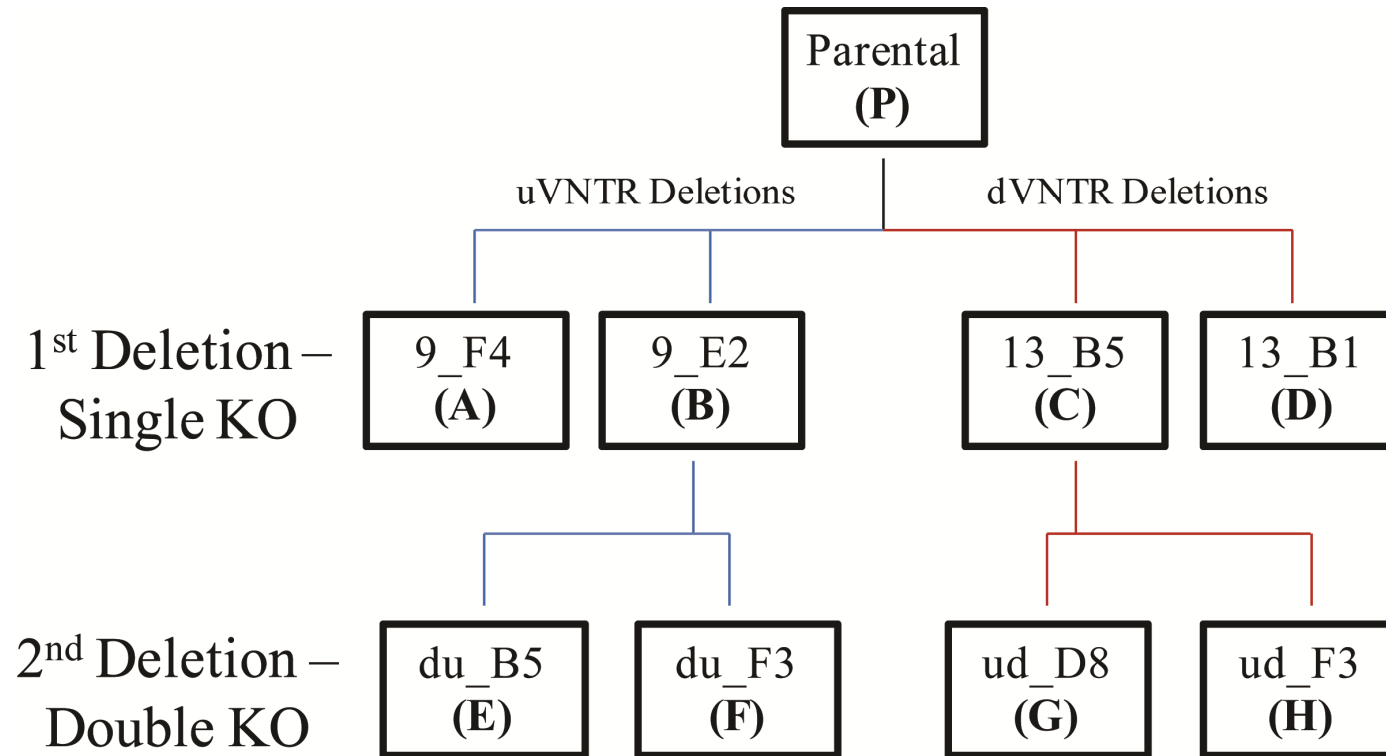 Parental
(P)
uVNTR Deletions
dVNTR Deletions
1st Deletion –
Single KO
9_F4
(A)
9_E2
(B)
13_B5
(C)
13_B1
(D)
2nd Deletion –
Double KO
du_B5
(E)
du_F3
(F)
ud_D8
(G)
ud_F3
(H)